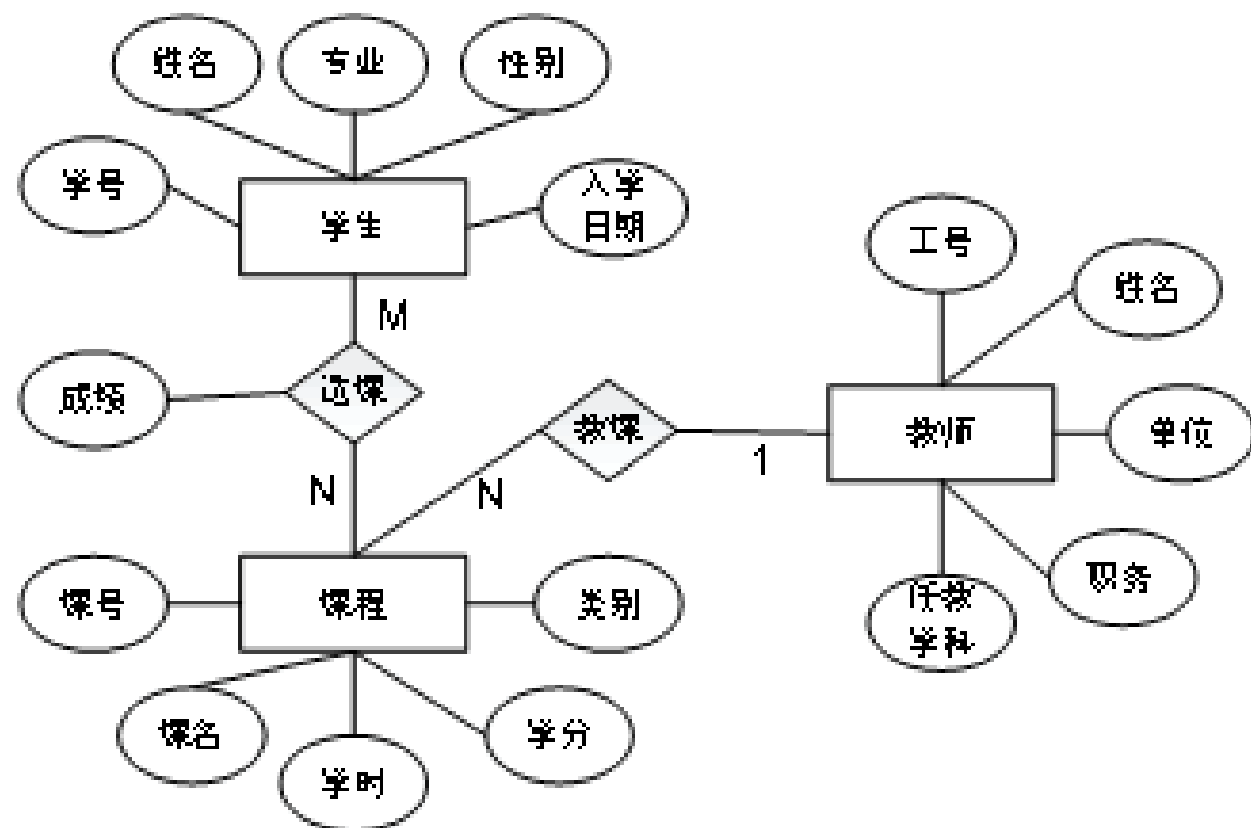 姓名
专业
性别
学号
学生
入学
日期
M
成绩
选课
N
课号
课程
类别
课名
学时
学分
N
教课
1
工号
姓名
教师
单位
职务
任教
学科